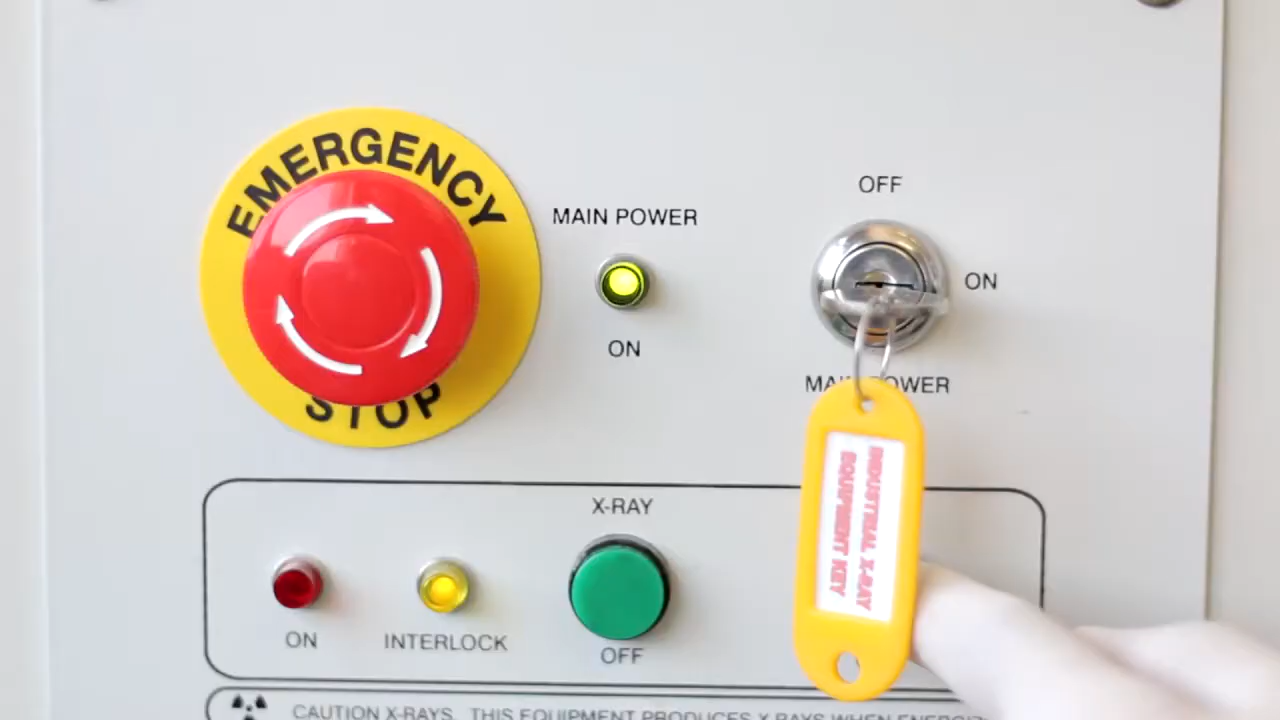 EMERGENCY
STOP
MAIN POWER
ON
OFF
ON
MAIN POWER
X-RAY
ON
INTERLOCK
OFF
INDUSTRIAL X-RAY
EQUIPMENT KEY
CAUTION X-RAYS. THIS EQUIPMENT PRODUCES X-RAYS WHEN